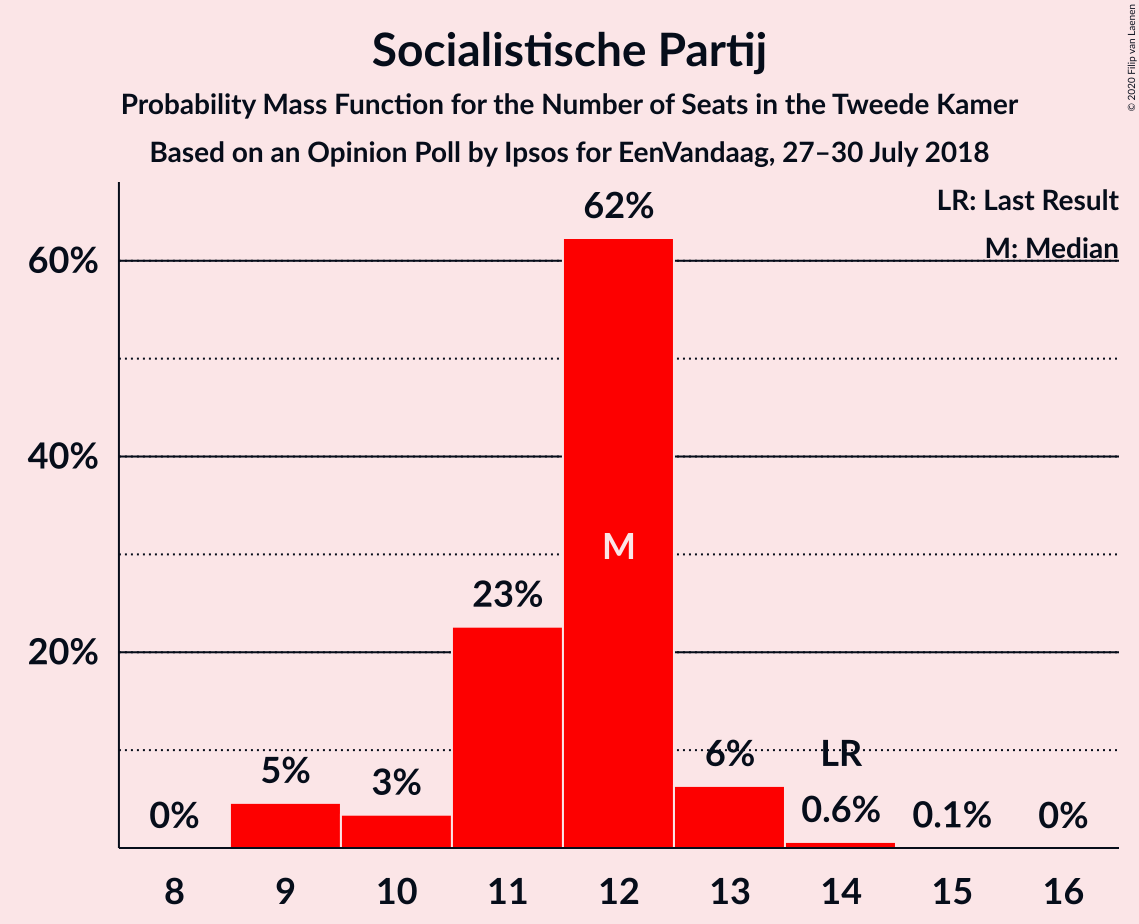 Socialistische Partij
Probability Mass Function for the Number of Seats in the Tweede Kamer
Based on an Opinion Poll by Ipsos for EenVandaag, 27–30 July 2018
© 2020 Filip van Laenen
LR: Last Result
M: Median
62%
60%
40%
M
23%
20%
6%
LR
5%
3%
0%
0.6%
0.1%
0%
8 9 10 11 12 13 14 15 16